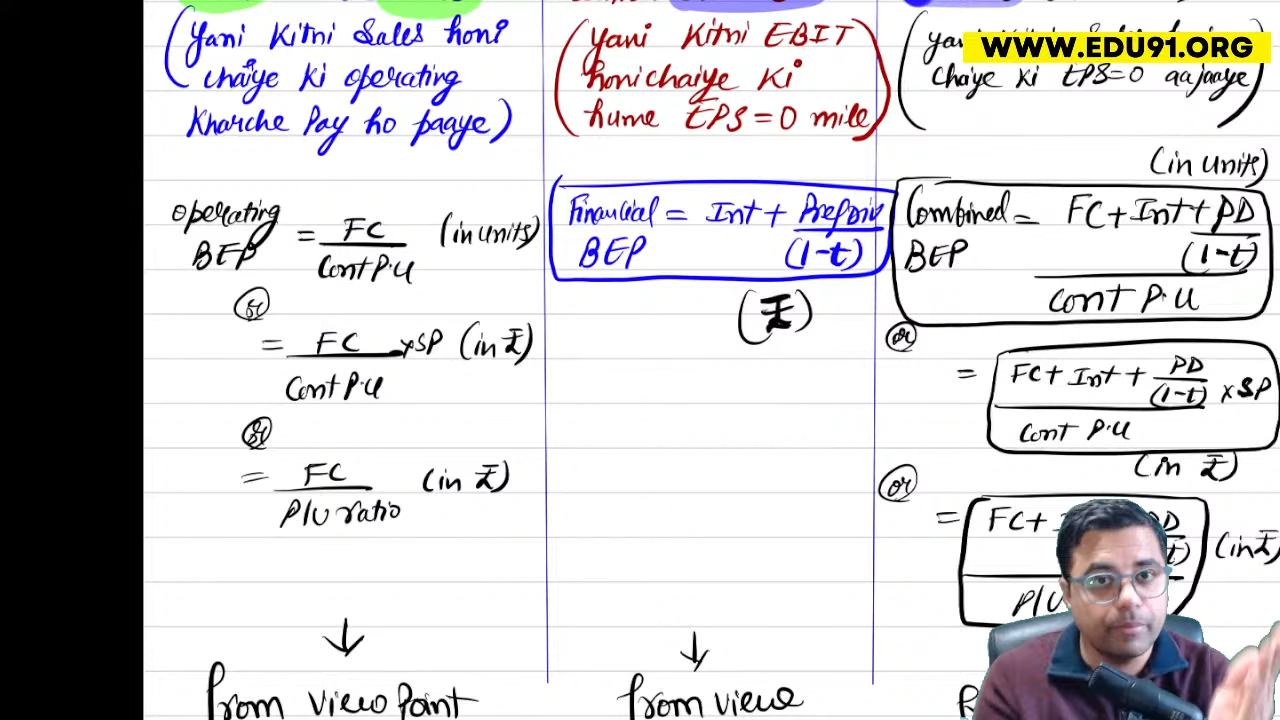 (yani kitni Sales honi
chaiye ki operating
kharche pay ho paaye)
operating
BEP
= FC
Cont P.U
(in units)
or
= FC
Cont P.U
x SP (in ₹)
or
= FC
P/V ratio
(in ₹)
↓
from view Point
(yani kitni EBIT
honi chaiye ki
hume EPS = 0 mile)
Financial = Int + Pref Div
BEP (1-t)
(₹)
↓
from view
WWW.EDU91.ORG
chaiye ki EPS=0 aajaaye)
(in units)
Combined = FC + Int + PD
BEP (1-t)
Cont P.U
or
= FC + Int + PD
(1-t) x SP
Cont P.U
(in ₹)
or
= FC +
(in ₹)